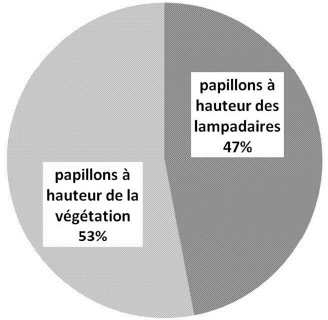 papillons à
hauteur des
lampadaires
47%
papillons à
hauteur de la
végétation
53%